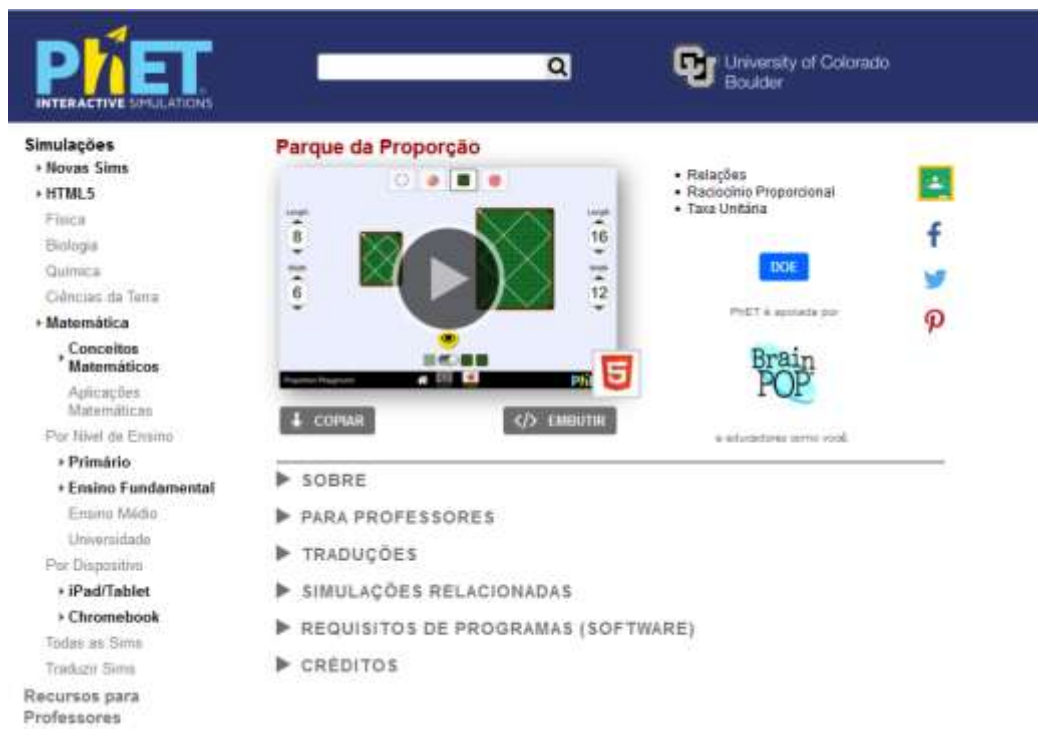 PhET
INTERACTIVE SIMULATIONS
University of Colorado
Boulder
Simulações
Novas Sims
HTML5
Física
Biologia
Química
Ciências da Terra
Matemática
Conceitos
Matemáticos
Aplicações
Matemáticas
Por Nível de Ensino
Primário
Ensino Fundamental
Ensino Médio
Universidade
Por Dispositivo
iPad/Tablet
Chromebook
Todas as Sims
Traduzir Sims
Recursos para
Professores
Parque da Proporção
Length
8
Width
6
Length
16
Width
12
Proportion Playground
PhET
5
COPIAR
</> EMBUTIR
Relações
Raciocínio Proporcional
Taxa Unitária
DOE
PhET é apoiada por
Brain
POP
e educadores como você.
SOBRE
PARA PROFESSORES
TRADUÇÕES
SIMULAÇÕES RELACIONADAS
REQUISITOS DE PROGRAMAS (SOFTWARE)
CRÉDITOS